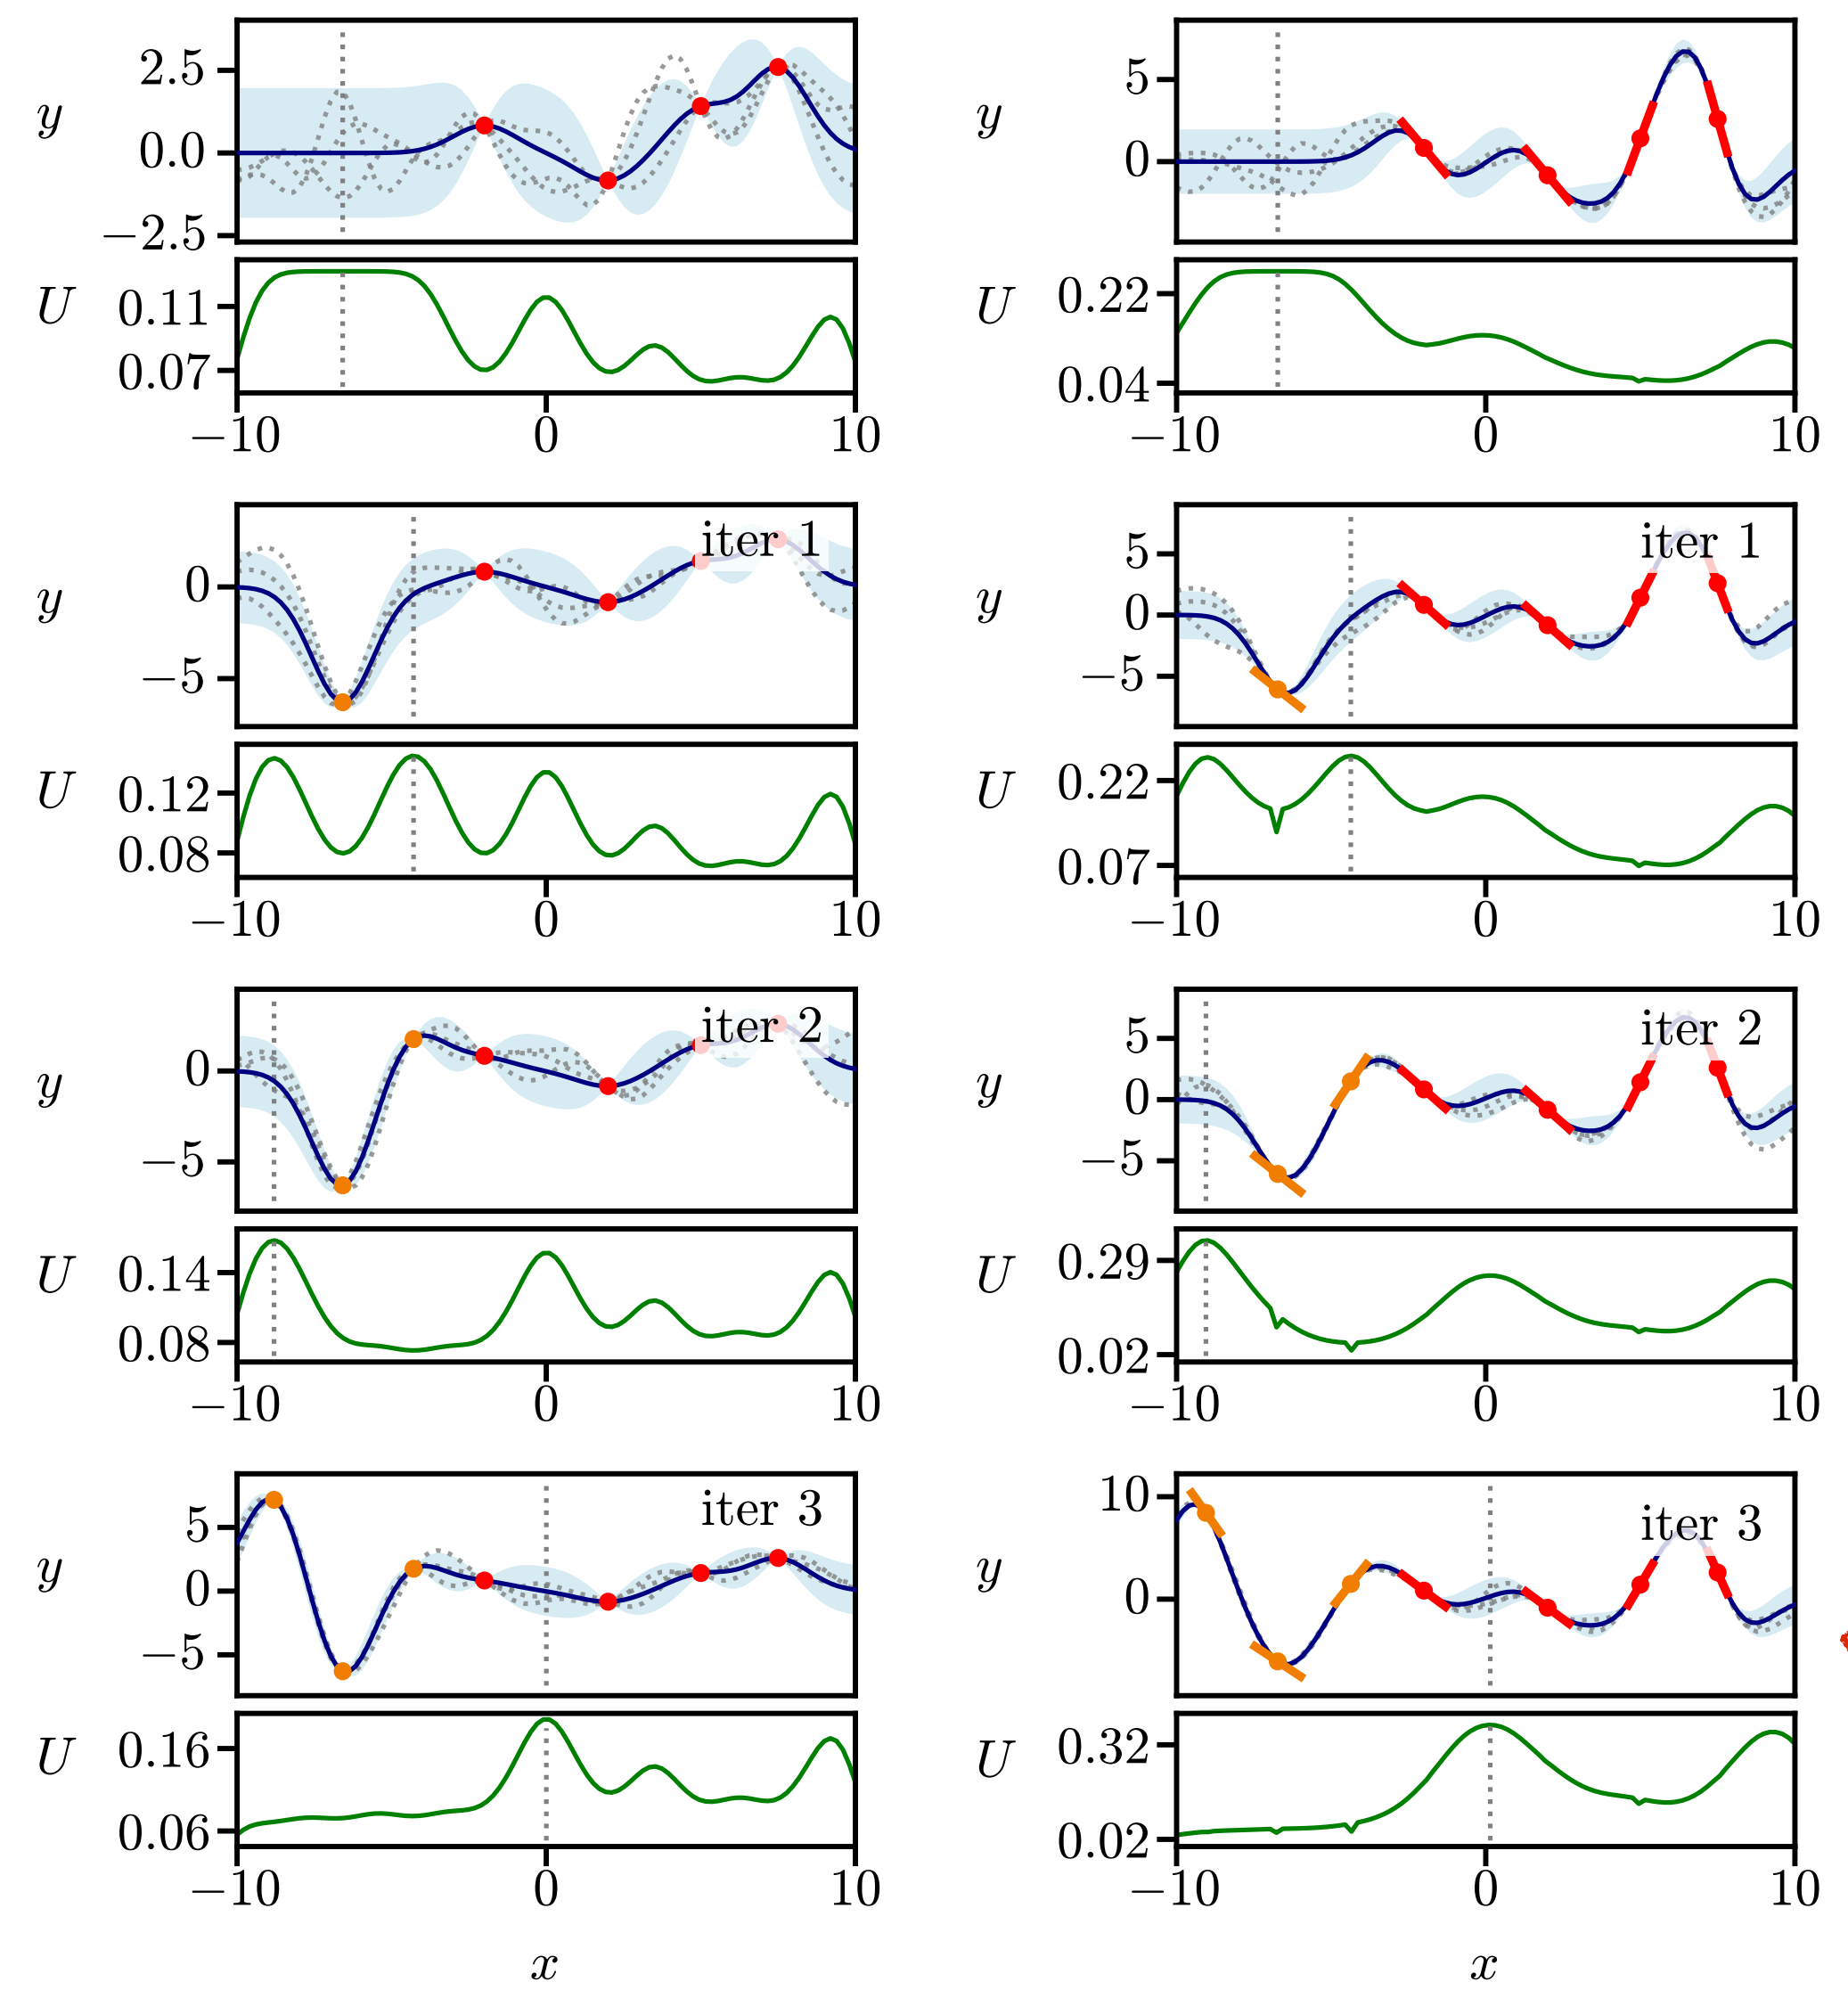 y 2.5 0.0 −2.5
y 5 0
U 0.11 0.07
U 0.22 0.04
−10 0 10
−10 0 10
iter 1
y 0 −5
iter 1
y 5 0 −5
U 0.12 0.08
U 0.22 0.07
−10 0 10
−10 0 10
iter 2
y 0 −5
iter 2
y 5 0 −5
U 0.14 0.08
U 0.29 0.02
−10 0 10
−10 0 10
iter 3
y 5 0 −5
iter 3
y 10 0
U 0.16 0.06
U 0.32 0.02
−10 0 10
−10 0 10
x
x